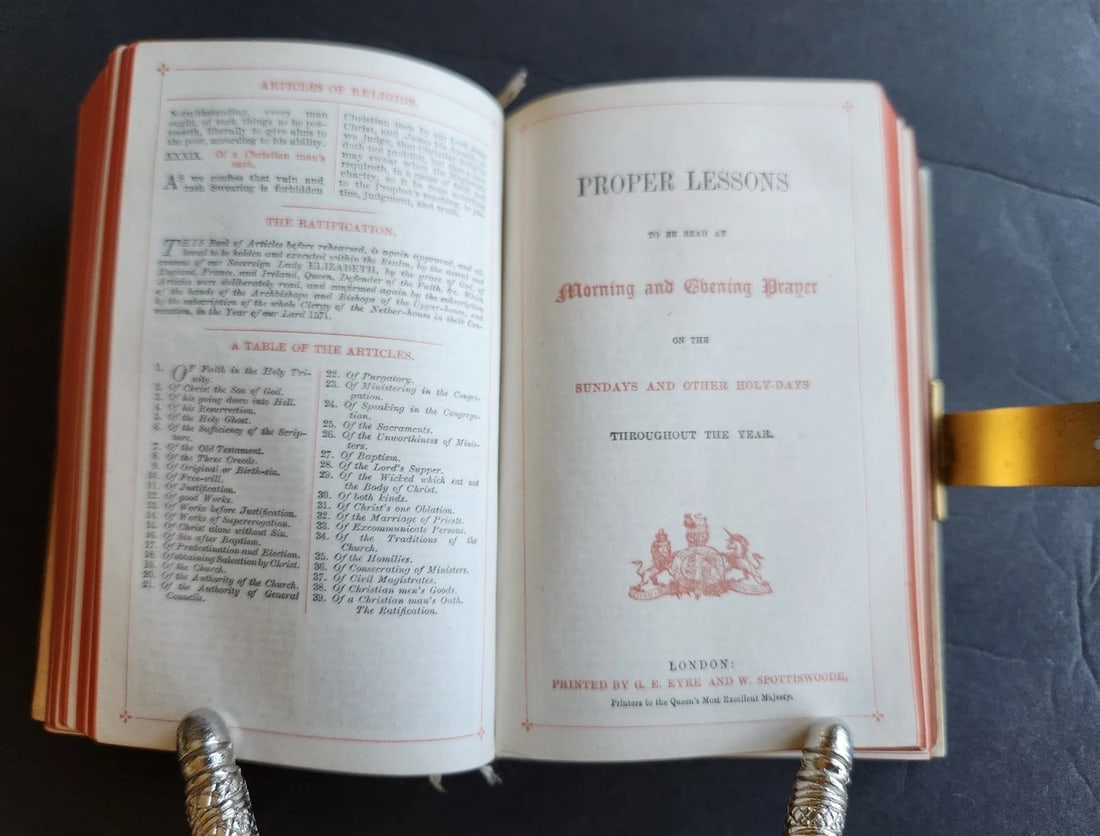 ARTICLES OF RELIGION.
Notwithstanding, every man
ought, of such things as he pos-
sesseth, liberally to give alms to
the poor, according to his ability.
XXXIX. Of a Christian man's
oath.
AS we confess that vain and
rash Swearing is forbidden
Christian men by our Lord
Christ, and James his Apostle,
we judge, that Christian
doth not prohibit, but that a man
may swear when the Magistrate
requireth, in a cause of faith and
charity, so it be done according
to the Prophet's teaching, in jus-
tice, judgment, and truth.
THE RATIFICATION.
THIS Book of Articles before rehearsed, is again approved, and al-
lowed to be holden and executed within the Realm, by the assent and
consent of our Sovereign Lady ELIZABETH, by the grace of God, of
England, France, and Ireland, Queen, Defender of the Faith, &c. Which
Articles were deliberately read, and confirmed again by the subscription
of the hands of the Archbishops and Bishops of the Upper-house, and
by the subscription of the whole Clergy of the Nether-house in their Con-
vocation, in the Year of our Lord 1571.
A TABLE OF THE ARTICLES.
1. OF Faith in the Holy Tri-
nity.
2. Of Christ the Son of God.
3. Of his going down into Hell.
4. Of his Resurrection.
5. Of the Holy Ghost.
6. Of the Sufficiency of the Scrip-
ture.
7. Of the Old Testament.
8. Of the Three Creeds.
9. Of Original or Birth-sin.
10. Of Free-will.
11. Of Justification.
12. Of good Works.
13. Of Works before Justification.
14. Of Works of Supererogation.
15. Of Christ alone without Sin.
16. Of Sin after Baptism.
17. Of Predestination and Election.
18. Of obtaining Salvation by Christ.
19. Of the Church.
20. Of the Authority of the Church.
21. Of the Authority of General
Councils.
22. Of Purgatory.
23. Of Ministering in the Congre-
gation.
24. Of Speaking in the Congrega-
tion.
25. Of the Sacraments.
26. Of the Unworthiness of Minis-
ters.
27. Of Baptism.
28. Of the Lord's Supper.
29. Of the Wicked which eat not
the Body of Christ.
30. Of both kinds.
31. Of Christ's one Oblation.
32. Of the Marriage of Priests.
33. Of Excommunicate Persons.
34. Of the Traditions of the
Church.
35. Of the Homilies.
36. Of Consecrating of Ministers.
37. Of Civil Magistrates.
38. Of Christian men's Goods.
39. Of a Christian man's Oath.
The Ratification.
PROPER LESSONS
TO BE READ AT
Morning and Evening Prayer
ON THE
SUNDAYS AND OTHER HOLY-DAYS
THROUGHOUT THE YEAR.
LONDON:
PRINTED BY G. E. EYRE AND W. SPOTTISWOODE,
Printers to the Queen's Most Excellent Majesty.